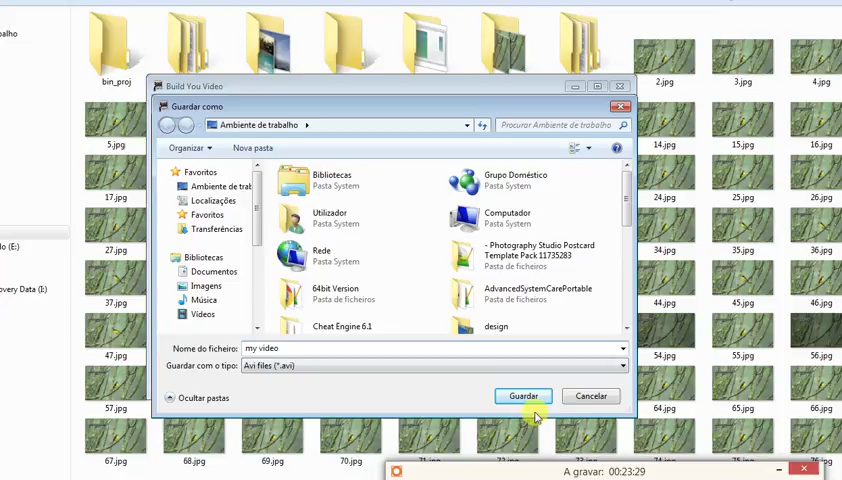 alho
bin_proj
2.jpg
3.jpg
4.jpg
Build You Video
Guardar como
Ambiente de trabalho
Procurar Ambiente de trabalho
Organizar
Nova pasta
Favoritos
Ambiente de trab
Localizações
Favoritos
Transferências
Bibliotecas
Documentos
Imagens
Música
Vídeos
Bibliotecas
Pasta System
Grupo Doméstico
Pasta System
Utilizador
Pasta System
Computador
Pasta System
Rede
Pasta System
- Photography Studio Postcard
Template Pack 11735283
Pasta de ficheiros
64bit Version
Pasta de ficheiros
AdvancedSystemCarePortable
Pasta de ficheiros
Cheat Engine 6.1
design
Nome do ficheiro:
my video
Guardar com o tipo:
Avi files (*.avi)
Ocultar pastas
Guardar
Cancelar
5.jpg
14.jpg
15.jpg
16.jpg
17.jpg
24.jpg
25.jpg
26.jpg
27.jpg
34.jpg
35.jpg
36.jpg
lo (E:)
overy Data (I:)
37.jpg
44.jpg
45.jpg
46.jpg
47.jpg
54.jpg
55.jpg
56.jpg
57.jpg
64.jpg
65.jpg
66.jpg
67.jpg
68.jpg
69.jpg
70.jpg
A gravar: 00:23:29